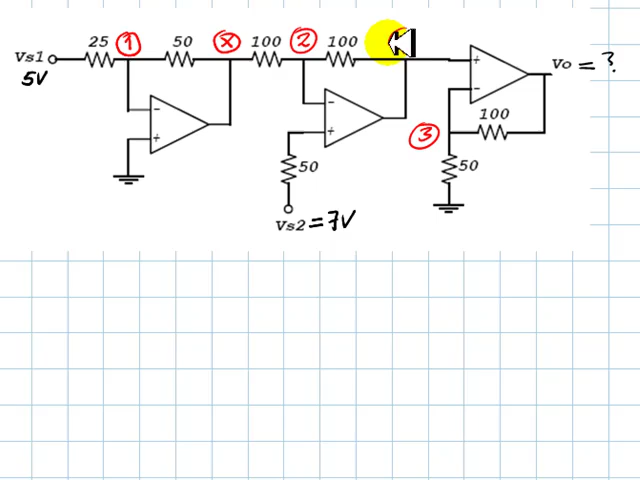 25 ① 50 Ⓧ 100 ② 100
Vs1
5V
- + - + + -
50
Vs2 = 7V
Vo = ?
③ 100
50